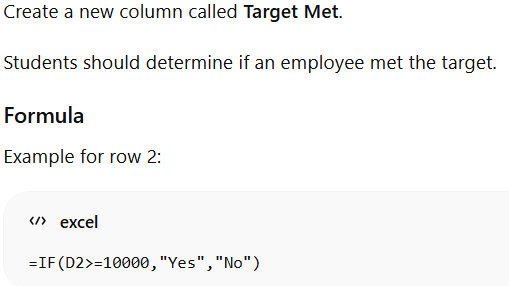 Create a new column called Target Met.
Students should determine if an employee met the target.
Formula
Example for row 2:
</> excel
=IF(D2>=10000,"Yes","No")